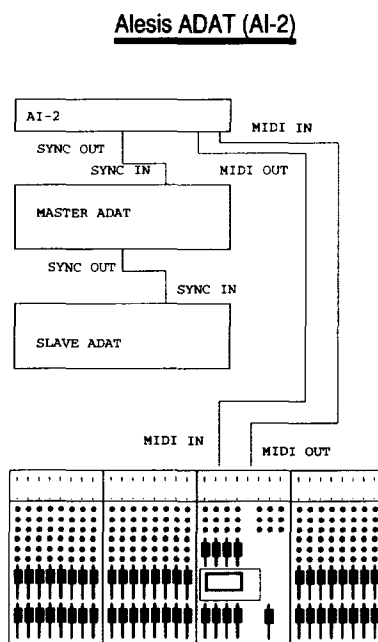 Alesis ADAT (AI-2)
AI-2
MIDI IN
SYNC OUT
SYNC IN
MIDI OUT
MASTER ADAT
SYNC OUT
SYNC IN
SLAVE ADAT
MIDI IN
MIDI OUT